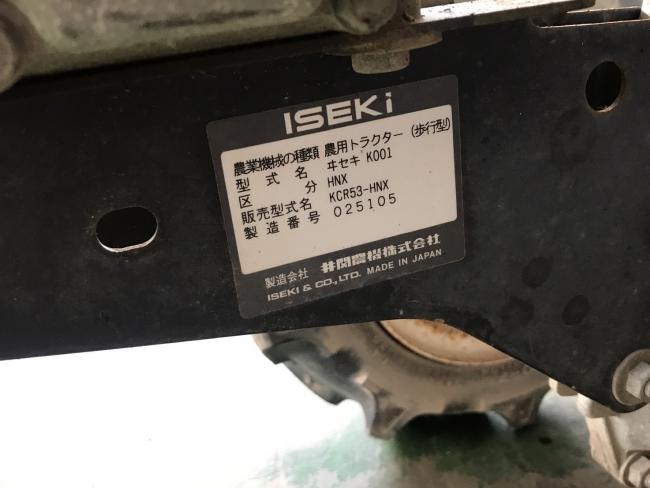 ISEKI
農業機械の種類 農用トラクター (歩行型)
型式名 ヰセキ K001
区分 HNX
販売型式名 KCR53-HNX
製造番号 025105
製造会社 井関農機株式会社
ISEKI & CO., LTD. MADE IN JAPAN